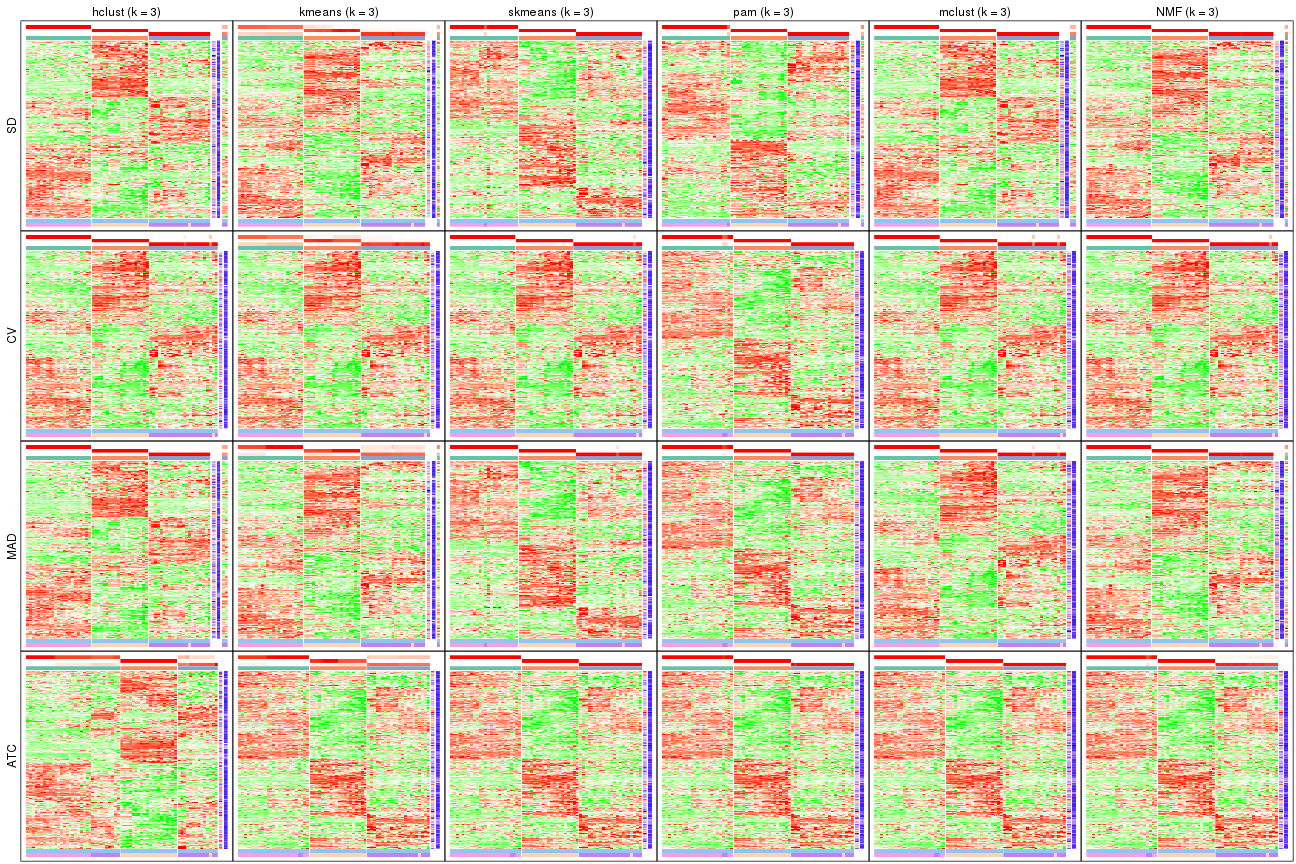 hclust (k = 3) kmeans (k = 3) skmeans (k = 3) pam (k = 3) mclust (k = 3) NMF (k = 3)
SD
CV
MAD
ATC